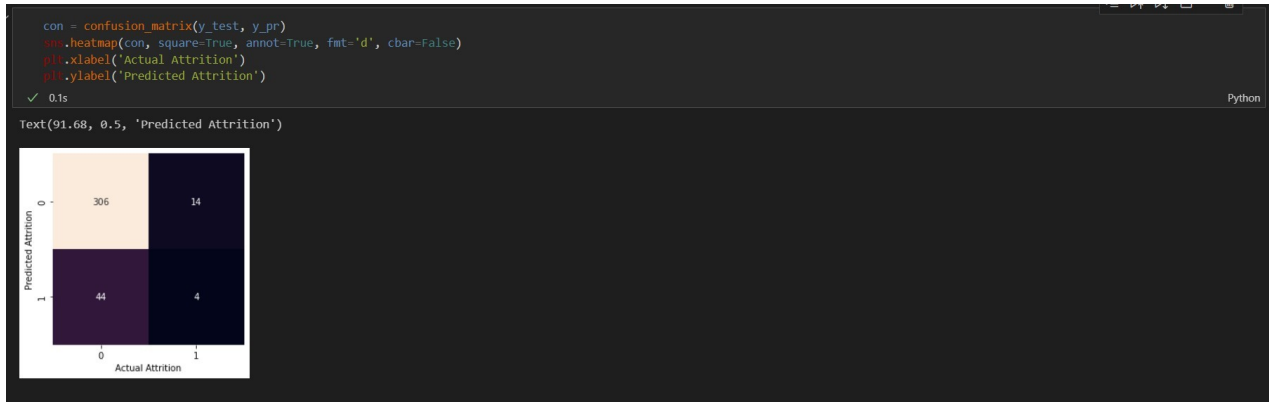 con = confusion_matrix(y_test, y_pr)
sns.heatmap(con, square=True, annot=True, fmt='d', cbar=False)
plt.xlabel('Actual Attrition')
plt.ylabel('Predicted Attrition')
0.1s
Python
Text(91.68, 0.5, 'Predicted Attrition')
Predicted Attrition
0
306
14
1
44
4
0
1
Actual Attrition